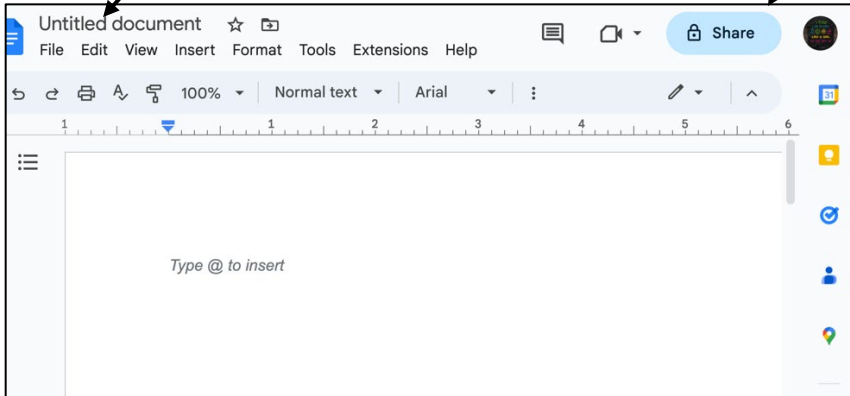 Untitled document
Share
File Edit View Insert Format Tools Extensions Help
100% Normal text Arial
31
1 1 2 3 4 5 6
Type @ to insert